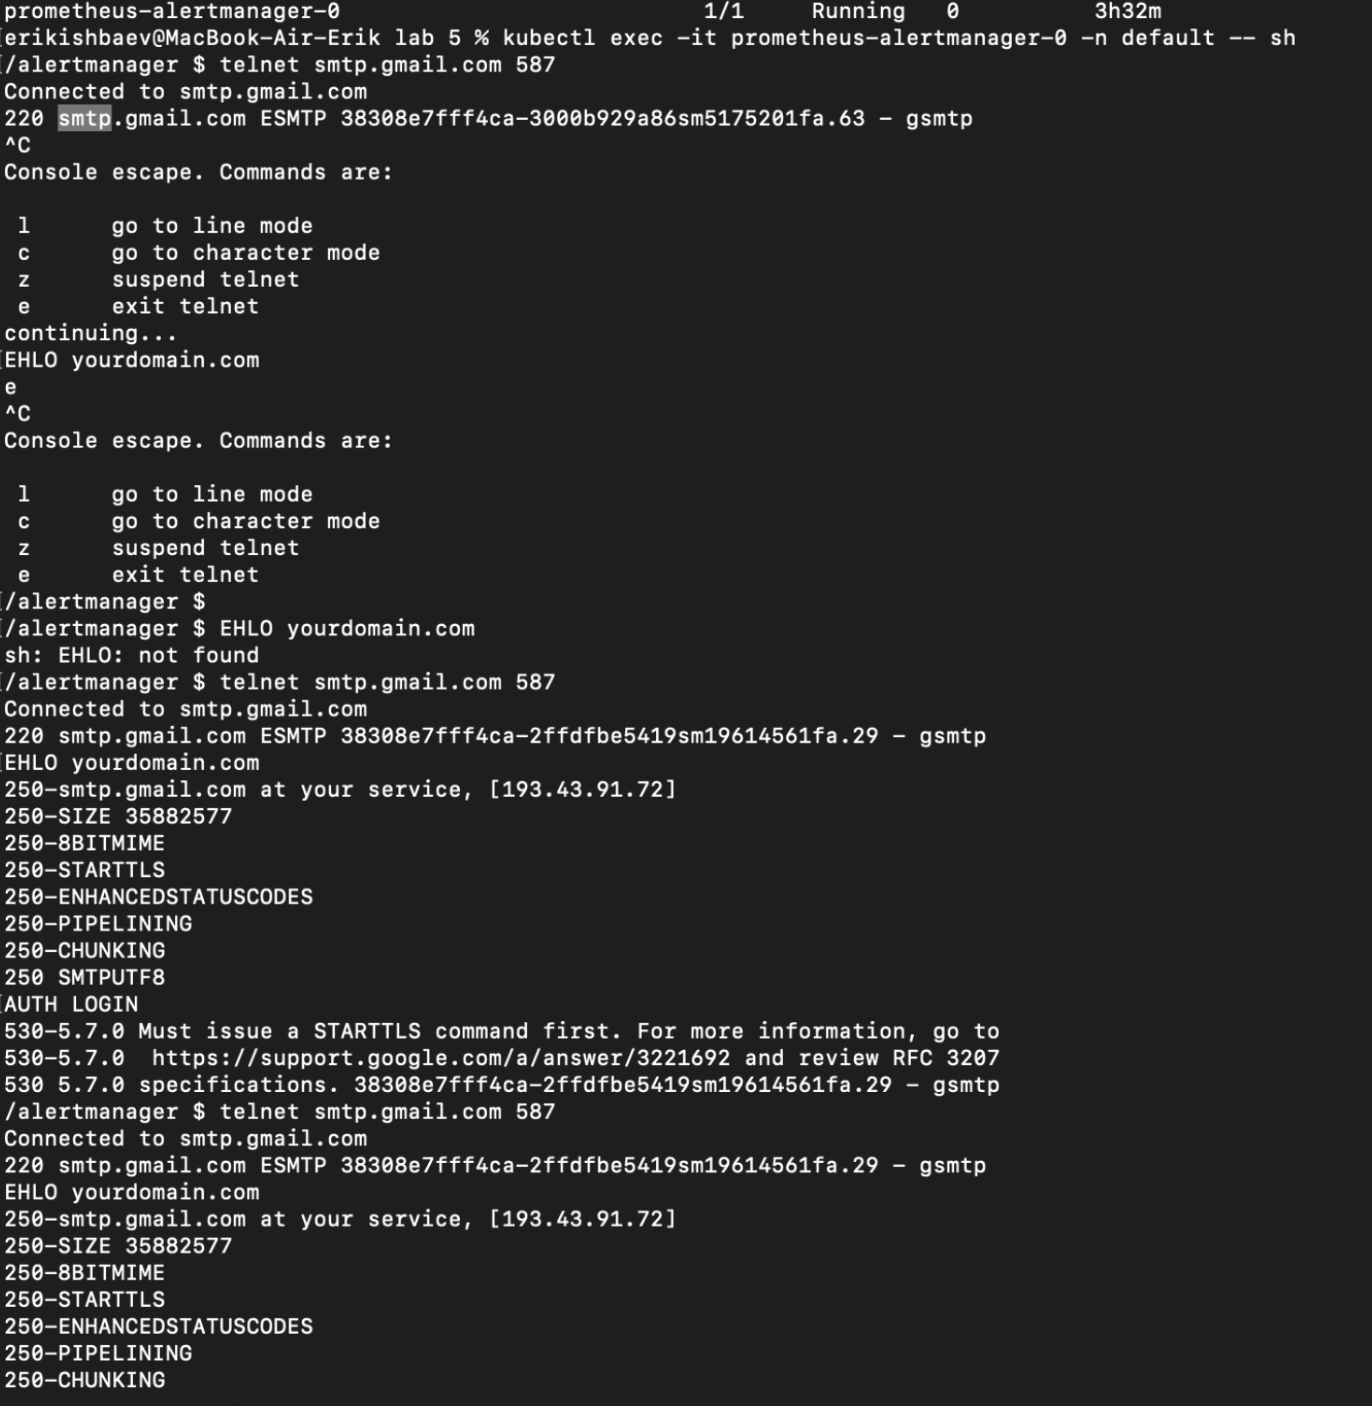 prometheus-alertmanager-0                           1/1     Running   0          3h32m
[erikishbaev@MacBook-Air-Erik lab 5 % kubectl exec -it prometheus-alertmanager-0 -n default -- sh
[/alertmanager $ telnet smtp.gmail.com 587
Connected to smtp.gmail.com
220 smtp.gmail.com ESMTP 38308e7fff4ca-3000b929a86sm5175201fa.63 - gsmtp
^C
Console escape. Commands are:
l      go to line mode
c      go to character mode
z      suspend telnet
e      exit telnet
continuing...
[EHLO yourdomain.com
e
^C
Console escape. Commands are:
l      go to line mode
c      go to character mode
z      suspend telnet
e      exit telnet
[/alertmanager $
[/alertmanager $ EHLO yourdomain.com
sh: EHLO: not found
[/alertmanager $ telnet smtp.gmail.com 587
Connected to smtp.gmail.com
220 smtp.gmail.com ESMTP 38308e7fff4ca-2ffdfbe5419sm19614561fa.29 - gsmtp
[EHLO yourdomain.com
250-smtp.gmail.com at your service, [193.43.91.72]
250-SIZE 35882577
250-8BITMIME
250-STARTTLS
250-ENHANCEDSTATUSCODES
250-PIPELINING
250-CHUNKING
250 SMTPUTF8
[AUTH LOGIN
530-5.7.0 Must issue a STARTTLS command first. For more information, go to
530-5.7.0  https://support.google.com/a/answer/3221692 and review RFC 3207
530 5.7.0 specifications. 38308e7fff4ca-2ffdfbe5419sm19614561fa.29 - gsmtp
/alertmanager $ telnet smtp.gmail.com 587
Connected to smtp.gmail.com
220 smtp.gmail.com ESMTP 38308e7fff4ca-2ffdfbe5419sm19614561fa.29 - gsmtp
EHLO yourdomain.com
250-smtp.gmail.com at your service, [193.43.91.72]
250-SIZE 35882577
250-8BITMIME
250-STARTTLS
250-ENHANCEDSTATUSCODES
250-PIPELINING
250-CHUNKING